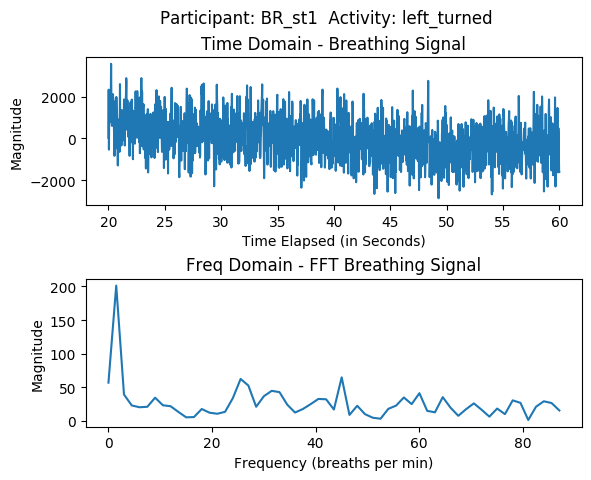 Participant: BR_st1  Activity: left_turned
Time Domain - Breathing Signal
Magnitude
2000
0
−2000
20 25 30 35 40 45 50 55 60
Time Elapsed (in Seconds)
Freq Domain - FFT Breathing Signal
Magnitude
200
150
100
50
0
0 20 40 60 80
Frequency (breaths per min)